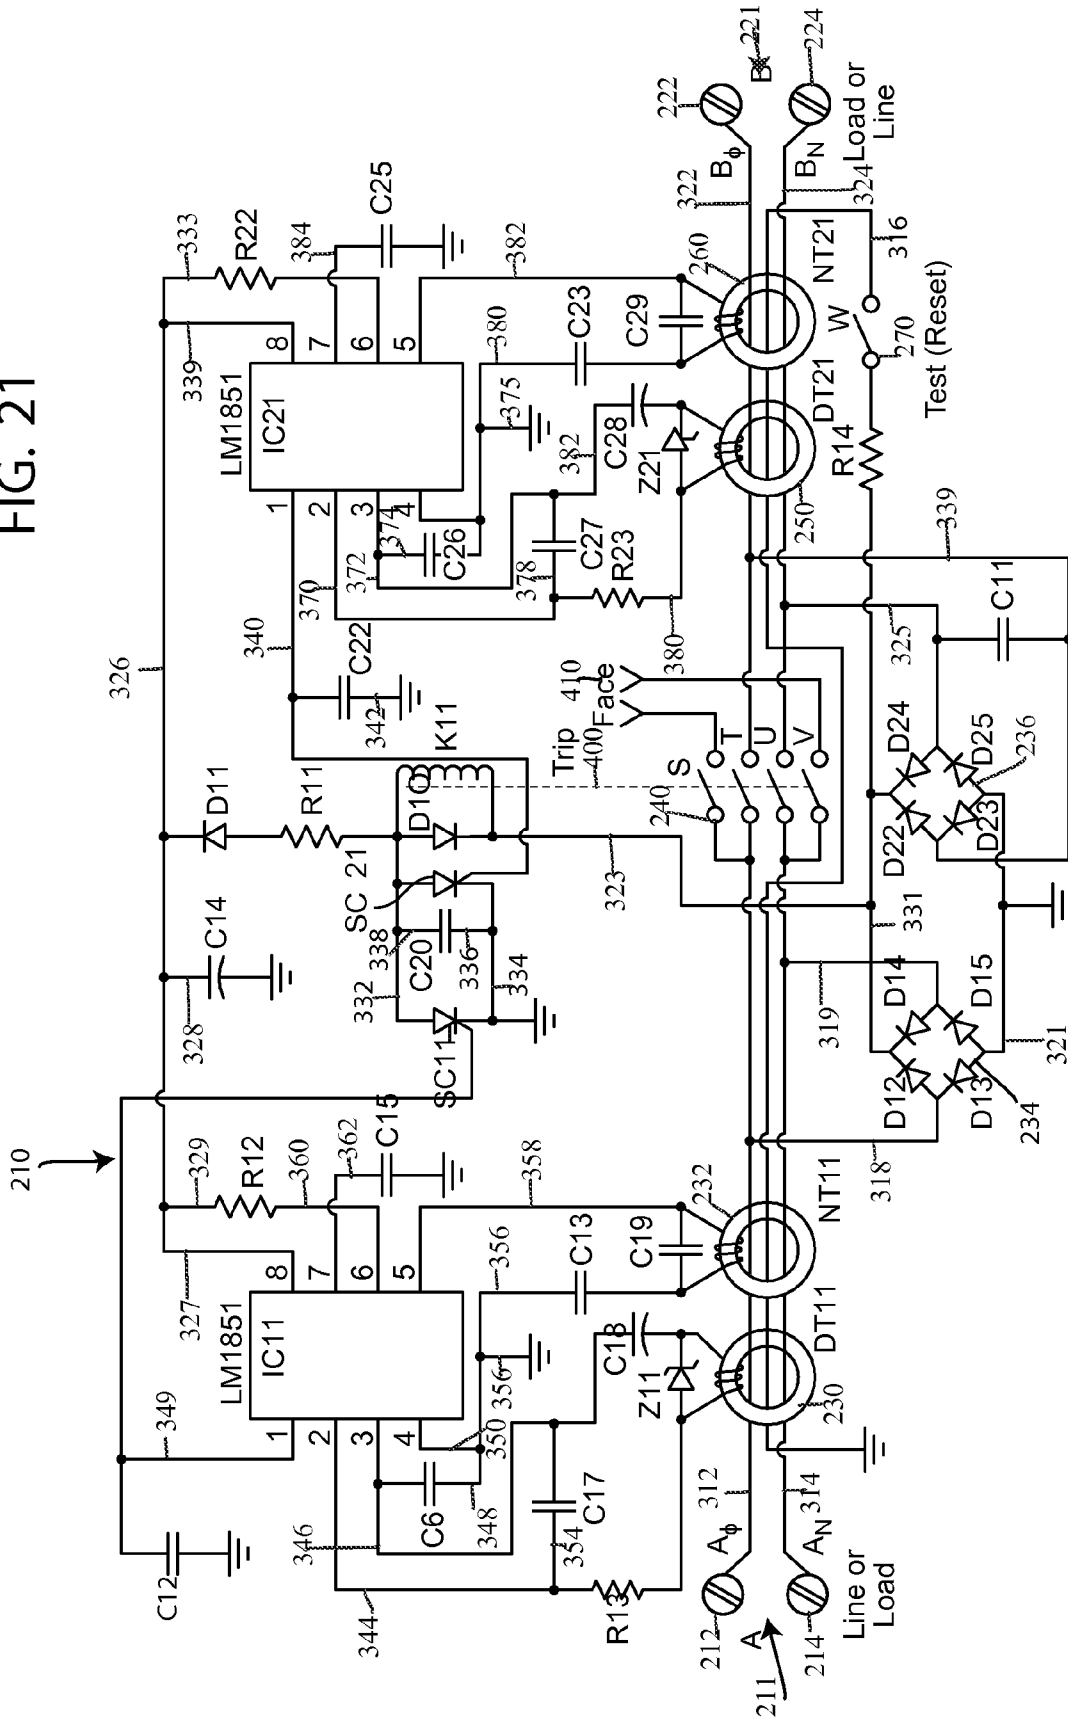 FIG. 21
210
326
333
R22
339
384
C25
LM1851
IC21
8
7
6
5
1
2
3
4
382
380
C23
C29
375
374
C26
372
370
378
C27
R23
382
C28
Z21
380
340
C22
342
D11
R11
D10
K11
SC 21
338
C20
336
332
334
SC11
323
C14
328
329
R12
360
362
C15
327
349
LM1851
IC11
8
7
6
5
1
2
3
4
358
356
C13
C19
356
350
C6
348
346
354
C17
C18
Z11
344
R13
C12
Trip
Face
410
400
S
T
U
V
240
222
B
221
224
Bϕ
BN
Load or
Line
322
324
260
NT21
DT21
250
316
W
270
Test (Reset)
R14
339
C11
325
D24
D25
236
D22
D23
331
319
D14
D15
321
D12
D13
234
318
232
NT11
DT11
230
312
314
Aϕ
AN
212
A
211
214
Line or
Load